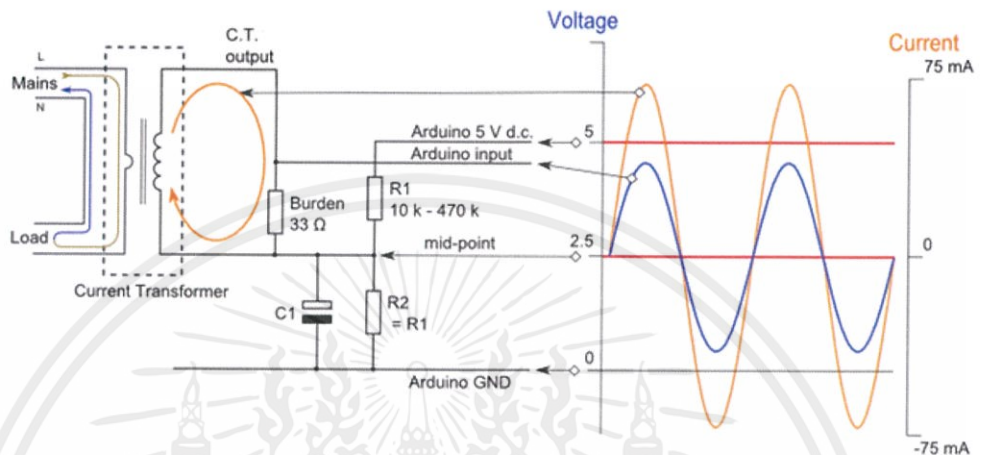 Voltage
Current
C.T.
output
75 mA
L
Mains
N
Arduino 5 V d.c.
5
Arduino input
R1
10 k - 470 k
Burden
33 Ω
mid-point
2.5
0
Load
Current Transformer
C1
R2
= R1
0
Arduino GND
-75 mA